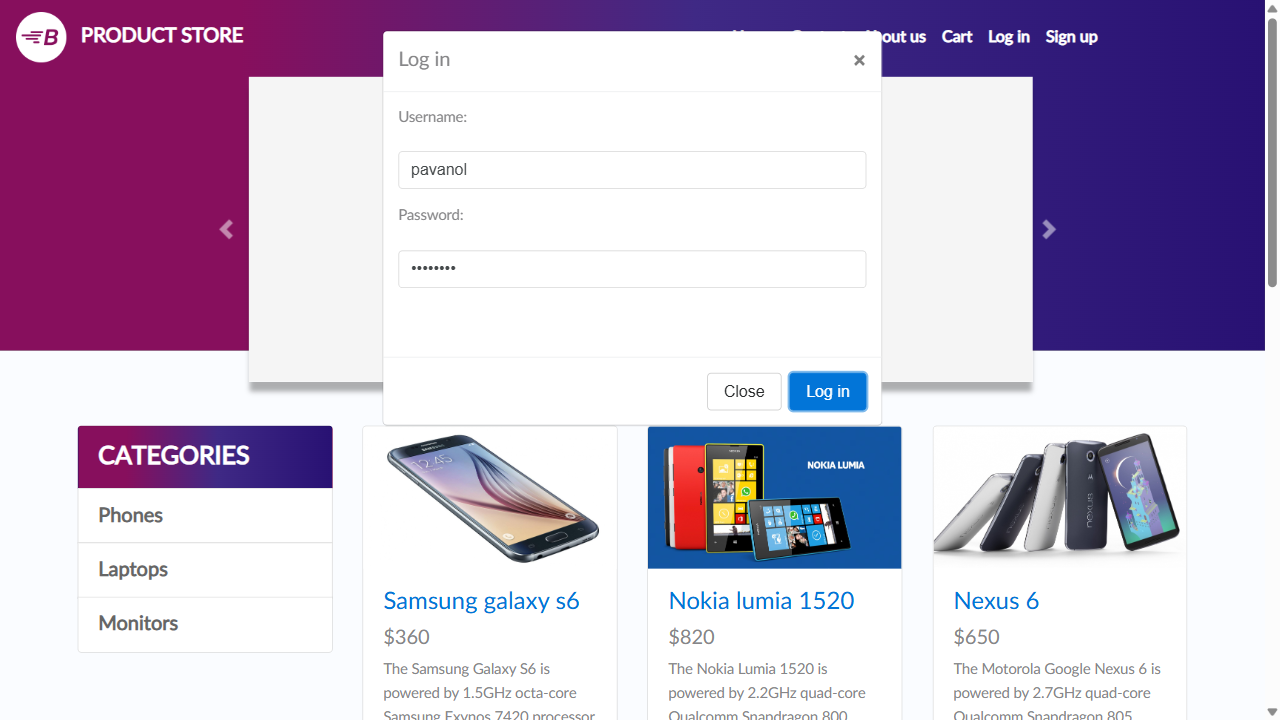 PRODUCT STORE
bout us Cart Log in Sign up
Log in ×
Username:
pavanol
Password:
••••••••
Close Log in
CATEGORIES
Phones
Laptops
Monitors
12:45
NOKIA LUMIA
Samsung galaxy s6
$360
The Samsung Galaxy S6 is
powered by 1.5GHz octa-core
Samsung Exynos 7420 processor
Nokia lumia 1520
$820
The Nokia Lumia 1520 is
powered by 2.2GHz quad-core
Qualcomm Snapdragon 800
Nexus 6
$650
The Motorola Google Nexus 6 is
powered by 2.7GHz quad-core
Qualcomm Snapdragon 805